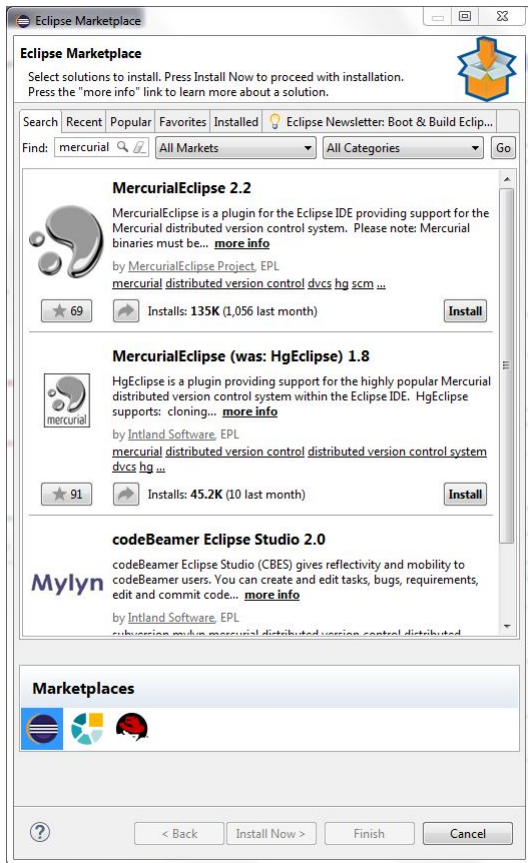 Eclipse Marketplace
Eclipse Marketplace
Select solutions to install. Press Install Now to proceed with installation.
Press the "more info" link to learn more about a solution.
Search Recent Popular Favorites Installed Eclipse Newsletter: Boot & Build Eclip...
Find: mercurial All Markets All Categories Go
MercurialEclipse 2.2
MercurialEclipse is a plugin for the Eclipse IDE providing support for the
Mercurial distributed version control system. Please note: Mercurial
binaries must be... more info
by MercurialEclipse Project, EPL
mercurial distributed version control dvcs hg scm ...
69 Installs: 135K (1,056 last month) Install
MercurialEclipse (was: HgEclipse) 1.8
HgEclipse is a plugin providing support for the highly popular Mercurial
distributed version control system within the Eclipse IDE. HgEclipse
supports: cloning... more info
mercurial
by Intland Software, EPL
mercurial distributed version control distributed version control system
dvcs hg ...
91 Installs: 45.2K (10 last month) Install
codeBeamer Eclipse Studio 2.0
Mylyn
codeBeamer Eclipse Studio (CBES) gives reflectivity and mobility to
codeBeamer users. You can create and edit tasks, bugs, requirements,
edit and commit code... more info
by Intland Software, EPL
subversion mylyn mercurial distributed version control distributed
Marketplaces
? < Back Install Now > Finish Cancel